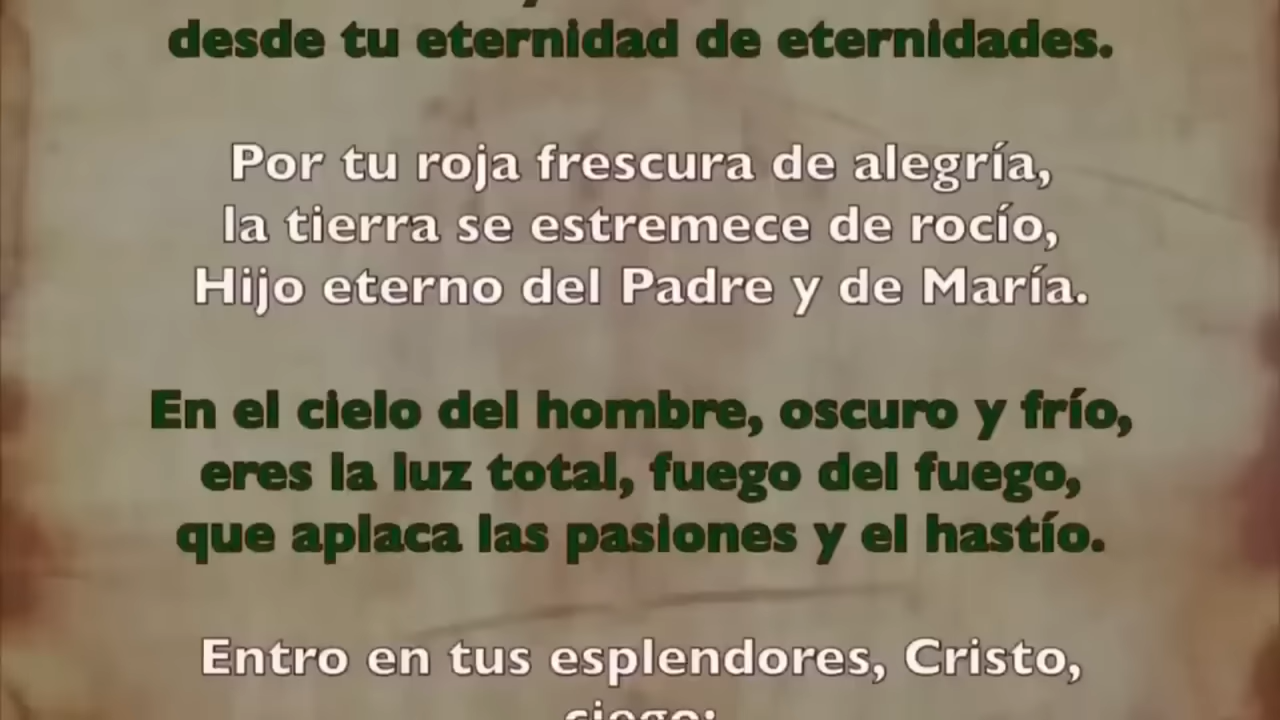 desde tu eternidad de eternidades.
Por tu roja frescura de alegría,
la tierra se estremece de rocío,
Hijo eterno del Padre y de María.
En el cielo del hombre, oscuro y frío,
eres la luz total, fuego del fuego,
que aplaca las pasiones y el hastío.
Entro en tus esplendores, Cristo,
ciego;